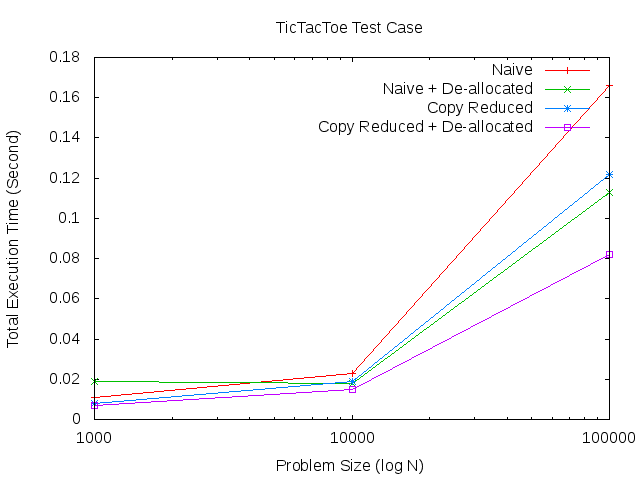 TicTacToe Test Case
0.18
0.16
0.14
0.12
0.1
0.08
0.06
0.04
0.02
0
Total Execution Time (Second)
Naive
Naive + De-allocated
Copy Reduced
Copy Reduced + De-allocated
1000
10000
100000
Problem Size (log N)